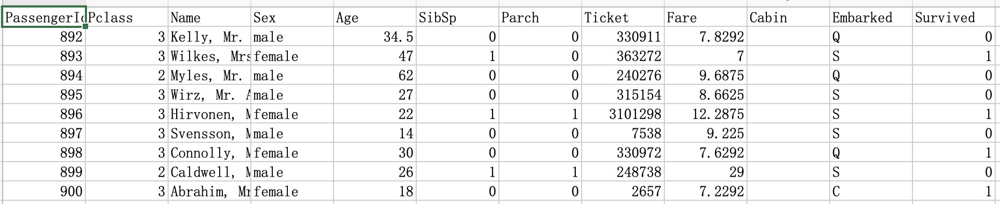 PassengerId Pclass Name Sex Age SibSp Parch Ticket Fare Cabin Embarked Survived
892 3 Kelly, Mr. male 34.5 0 0 330911 7.8292 Q 0
893 3 Wilkes, Mrs female 47 1 0 363272 7 S 1
894 2 Myles, Mr. male 62 0 0 240276 9.6875 Q 0
895 3 Wirz, Mr. male 27 0 0 315154 8.6625 S 0
896 3 Hirvonen, female 22 1 1 3101298 12.2875 S 1
897 3 Svensson, male 14 0 0 7538 9.225 S 0
898 3 Connolly, female 30 0 0 330972 7.6292 Q 1
899 2 Caldwell, male 26 1 1 248738 29 S 0
900 3 Abrahim, Mr female 18 0 0 2657 7.2292 C 1